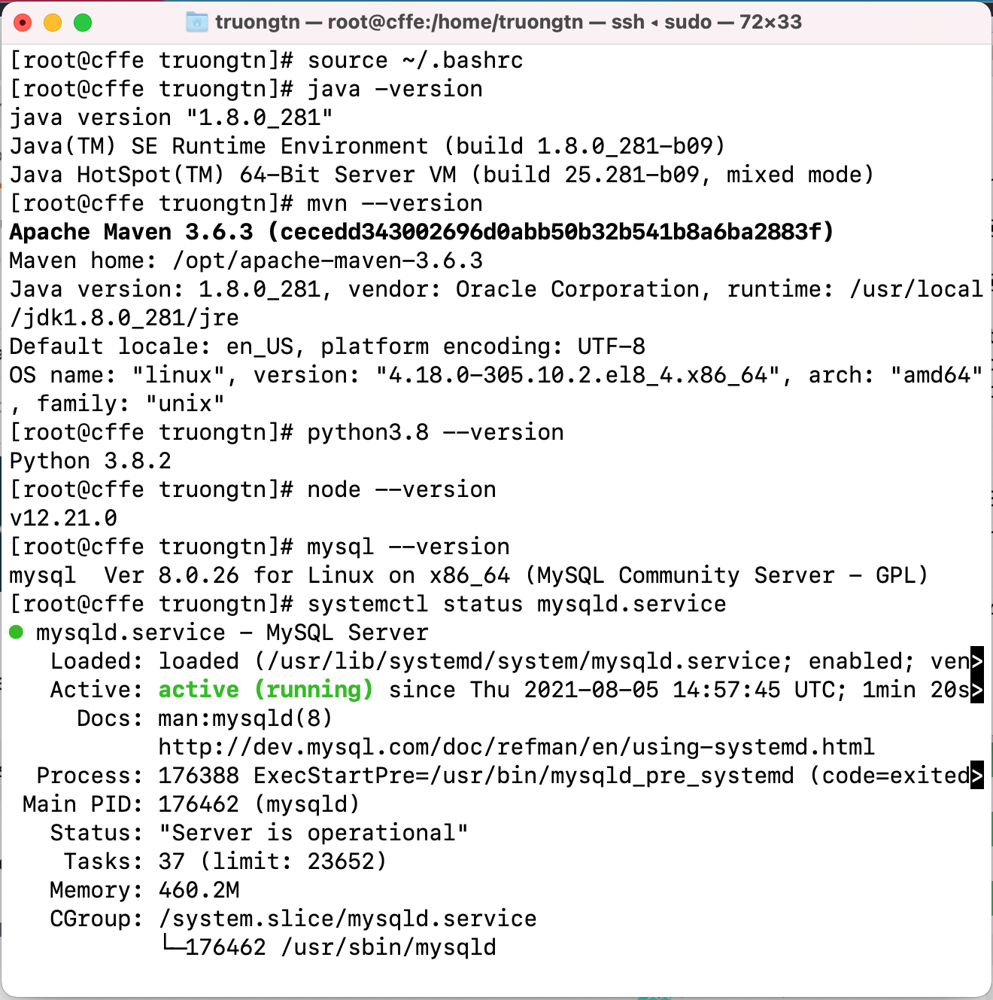 truongtn — root@cffe:/home/truongtn — ssh ◂ sudo — 72×33
[root@cffe truongtn]# source ~/.bashrc
[root@cffe truongtn]# java -version
java version "1.8.0_281"
Java(TM) SE Runtime Environment (build 1.8.0_281-b09)
Java HotSpot(TM) 64-Bit Server VM (build 25.281-b09, mixed mode)
[root@cffe truongtn]# mvn --version
Apache Maven 3.6.3 (cecedd343002696d0abb50b32b541b8a6ba2883f)
Maven home: /opt/apache-maven-3.6.3
Java version: 1.8.0_281, vendor: Oracle Corporation, runtime: /usr/local
/jdk1.8.0_281/jre
Default locale: en_US, platform encoding: UTF-8
OS name: "linux", version: "4.18.0-305.10.2.el8_4.x86_64", arch: "amd64"
, family: "unix"
[root@cffe truongtn]# python3.8 --version
Python 3.8.2
[root@cffe truongtn]# node --version
v12.21.0
[root@cffe truongtn]# mysql --version
mysql  Ver 8.0.26 for Linux on x86_64 (MySQL Community Server - GPL)
[root@cffe truongtn]# systemctl status mysqld.service
● mysqld.service - MySQL Server
   Loaded: loaded (/usr/lib/systemd/system/mysqld.service; enabled; ven>
   Active: active (running) since Thu 2021-08-05 14:57:45 UTC; 1min 20s>
     Docs: man:mysqld(8)
           http://dev.mysql.com/doc/refman/en/using-systemd.html
  Process: 176388 ExecStartPre=/usr/bin/mysqld_pre_systemd (code=exited>
 Main PID: 176462 (mysqld)
   Status: "Server is operational"
    Tasks: 37 (limit: 23652)
   Memory: 460.2M
   CGroup: /system.slice/mysqld.service
           └─176462 /usr/sbin/mysqld